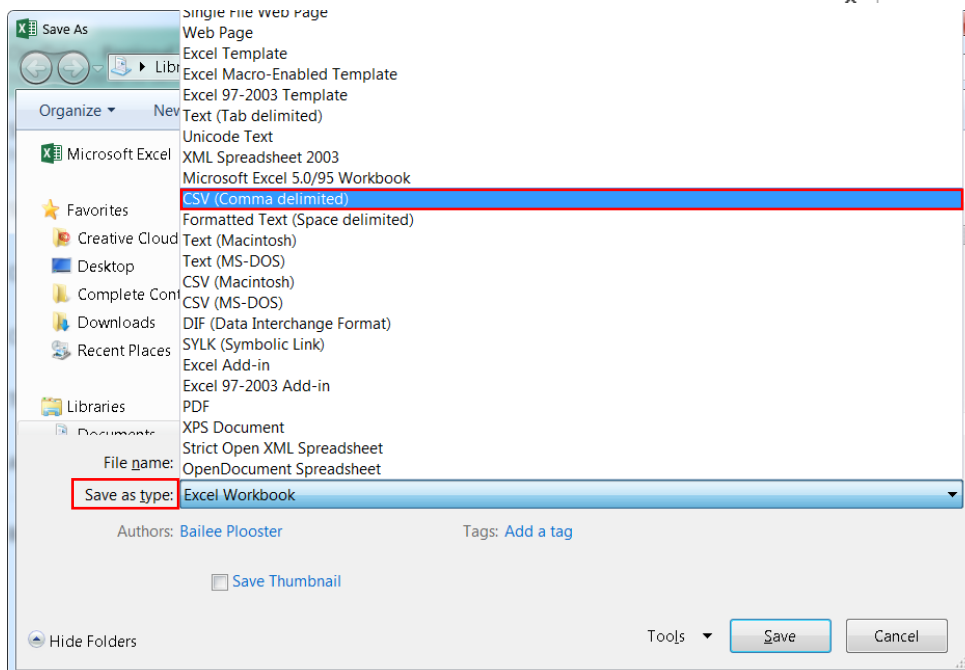 Single File Web Page
Save As
Web Page
Excel Template
Libr
Excel Macro-Enabled Template
Excel 97-2003 Template
Organize
New
Text (Tab delimited)
Unicode Text
Microsoft Excel
XML Spreadsheet 2003
Microsoft Excel 5.0/95 Workbook
CSV (Comma delimited)
Favorites
Formatted Text (Space delimited)
Creative Cloud
Text (Macintosh)
Desktop
Text (MS-DOS)
Complete Cont
CSV (Macintosh)
CSV (MS-DOS)
Downloads
DIF (Data Interchange Format)
Recent Places
SYLK (Symbolic Link)
Excel Add-in
Excel 97-2003 Add-in
Libraries
PDF
Documents
XPS Document
Strict Open XML Spreadsheet
File name:
OpenDocument Spreadsheet
Save as type: Excel Workbook
Authors: Bailee Plooster
Tags: Add a tag
Save Thumbnail
Hide Folders
Tools
Save
Cancel